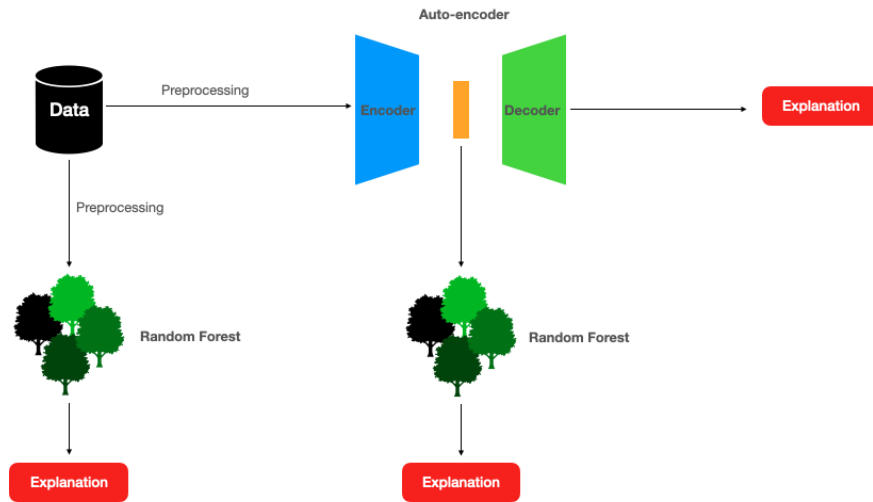 Auto-encoder
Preprocessing
Data
Encoder
Decoder
Explanation
Preprocessing
Random Forest
Random Forest
Explanation
Explanation